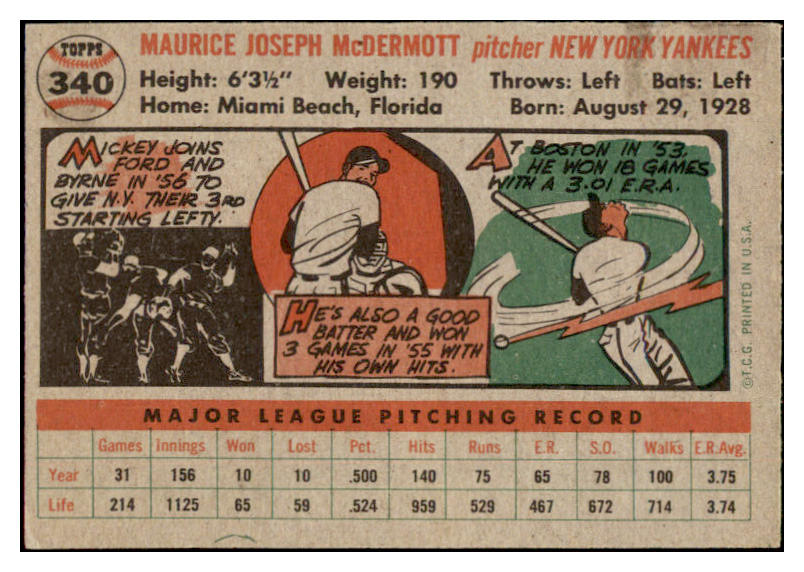 TOPPS
340
MAURICE JOSEPH McDERMOTT pitcher NEW YORK YANKEES
Height: 6'3½" Weight: 190 Throws: Left Bats: Left
Home: Miami Beach, Florida Born: August 29, 1928
MICKEY JOINS
FORD AND
BYRNE IN '56 TO
GIVE N.Y. THEIR 3RD
STARTING LEFTY.
HE'S ALSO A GOOD
BATTER AND WON
3 GAMES IN '55 WITH
HIS OWN HITS.
AT BOSTON IN '53,
HE WON 18 GAMES
WITH A 3.01 E.R.A.
©T.C.G. PRINTED IN U.S.A.
MAJOR LEAGUE PITCHING RECORD
Games Innings Won Lost Pct. Hits Runs E.R. S.O. Walks E.R.Avg.
Year 31 156 10 10 .500 140 75 65 78 100 3.75
Life 214 1125 65 59 .524 959 529 467 672 714 3.74